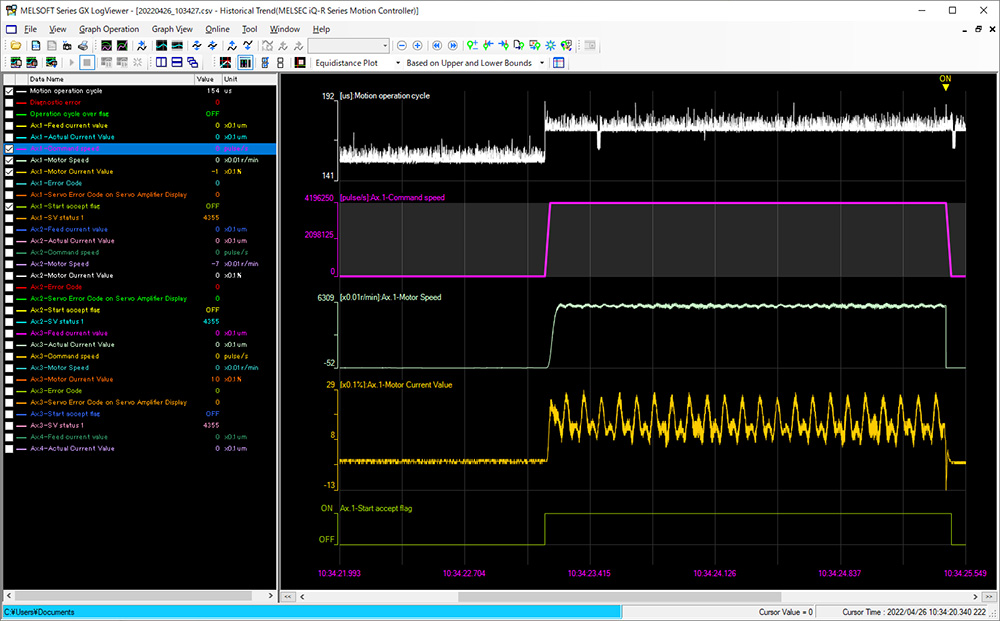 MELSOFT Series GX LogViewer - [20220426_103427.csv - Historical Trend(MELSEC iQ-R Series Motion Controller)]
File View Graph Operation Graph View Online Tool Window Help
Equidistance Plot Based on Upper and Lower Bounds
Data Name Value Unit
Motion operation cycle 154 us
Diagnostic error 0
Operation cycle over flag OFF
Ax.1-Feed current value 0 x0.1um
Ax.1-Actual Current Value 0 x0.1um
Ax.1-Command speed 0 pulse/s
Ax.1-Motor Speed 0 x0.01r/min
Ax.1-Motor Current Value -1 x0.1%
Ax.1-Error Code 0
Ax.1-Servo Error Code on Servo Amplifier Display 0
Ax.1-Start accept flag OFF
Ax.1-SV status 1 4355
Ax.2-Feed current value 0 x0.1um
Ax.2-Actual Current Value 0 x0.1um
Ax.2-Command speed 0 pulse/s
Ax.2-Motor Speed -7 x0.01r/min
Ax.2-Motor Current Value 0 x0.1%
Ax.2-Error Code 0
Ax.2-Servo Error Code on Servo Amplifier Display 0
Ax.2-Start accept flag OFF
Ax.2-SV status 1 4355
Ax.3-Feed current value 0 x0.1um
Ax.3-Actual Current Value 0 x0.1um
Ax.3-Command speed 0 pulse/s
Ax.3-Motor Speed 0 x0.01r/min
Ax.3-Motor Current Value 10 x0.1%
Ax.3-Error Code 0
Ax.3-Servo Error Code on Servo Amplifier Display 0
Ax.3-Start accept flag OFF
Ax.3-SV status 1 4355
Ax.4-Feed current value 0 x0.1um
Ax.4-Actual Current Value 0 x0.1um
ON
192 [us]:Motion operation cycle
141
4196250 [pulse/s]:Ax.1-Command speed
2098125
0
6309 [x0.01r/min]:Ax.1-Motor Speed
-52
29 [x0.1%]:Ax.1-Motor Current Value
8
-13
ON Ax.1-Start accept flag
OFF
10:34:21.993 10:34:22.704 10:34:23.415 10:34:24.126 10:34:24.837 10:34:25.549
C:¥Users¥Documents Cursor Value = 0 Cursor Time : 2022/04/26 10:34:20.340 222